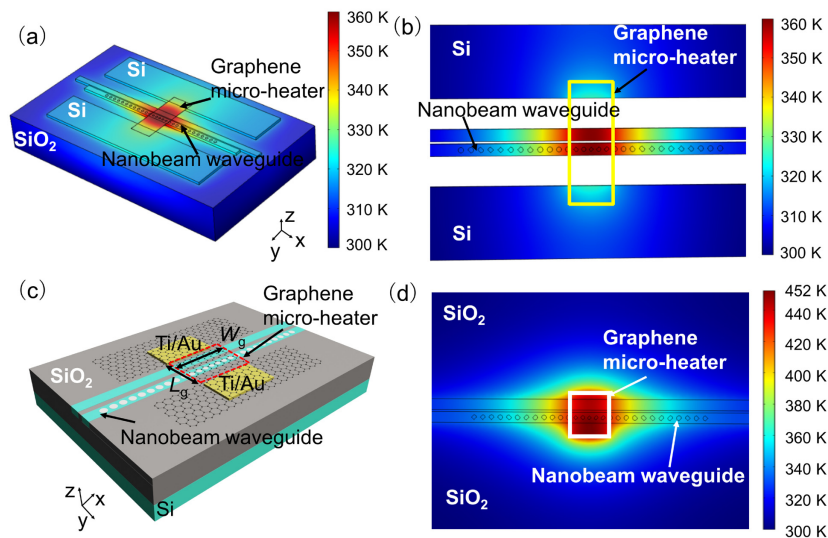 (a)
360 K
350 K
340 K
330 K
320 K
310 K
300 K
Si
Si
SiO2
Graphene
micro-heater
Nanobeam waveguide
z
x
y
(b)
360 K
350 K
340 K
330 K
320 K
310 K
300 K
Si
Graphene
micro-heater
Nanobeam waveguide
Si
(c)
Graphene
micro-heater
Ti/Au
Wg
SiO2
Lg
Ti/Au
Nanobeam waveguide
Si
z
x
y
(d)
452 K
440 K
420 K
400 K
380 K
360 K
340 K
320 K
300 K
SiO2
Graphene
micro-heater
Nanobeam waveguide
SiO2